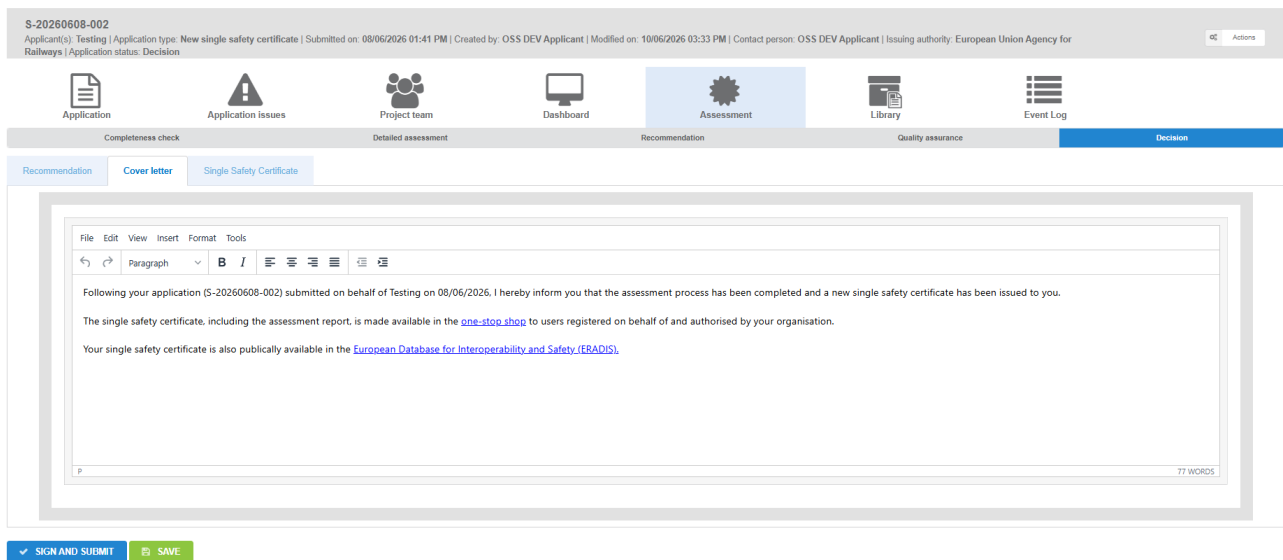 S-20260608-002
Applicant(s): Testing | Application type: New single safety certificate | Submitted on: 08/06/2026 01:41 PM | Created by: OSS DEV Applicant | Modified on: 10/06/2026 03:33 PM | Contact person: OSS DEV Applicant | Issuing authority: European Union Agency for
Railways | Application status: Decision
Actions
Application
Application issues
Project team
Dashboard
Assessment
Library
Event Log
Completeness check
Detailed assessment
Recommendation
Quality assurance
Decision
Recommendation
Cover letter
Single Safety Certificate
File Edit View Insert Format Tools
Paragraph B I
Following your application (S-20260608-002) submitted on behalf of Testing on 08/06/2026, I hereby inform you that the assessment process has been completed and a new single safety certificate has been issued to you.
The single safety certificate, including the assessment report, is made available in the one-stop shop to users registered on behalf of and authorised by your organisation.
Your single safety certificate is also publically available in the European Database for Interoperability and Safety (ERADIS).
P
77 WORDS
SIGN AND SUBMIT
SAVE